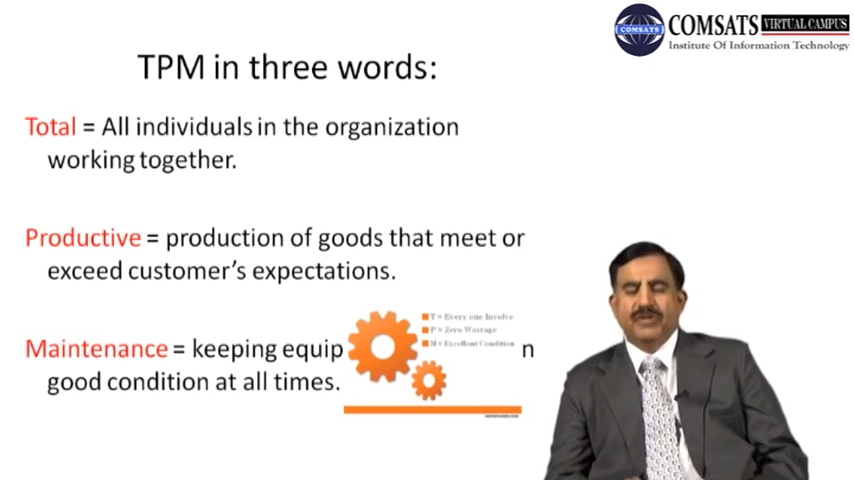 COMSATS VIRTUAL CAMPUS
Institute Of Information Technology
COMSATS
TPM in three words:
Total = All individuals in the organization
working together.
Productive = production of goods that meet or
exceed customer's expectations.
Maintenance = keeping equip n
good condition at all times.
T = Every one Involve
P = Zero Wastage
M = Excellent Condition